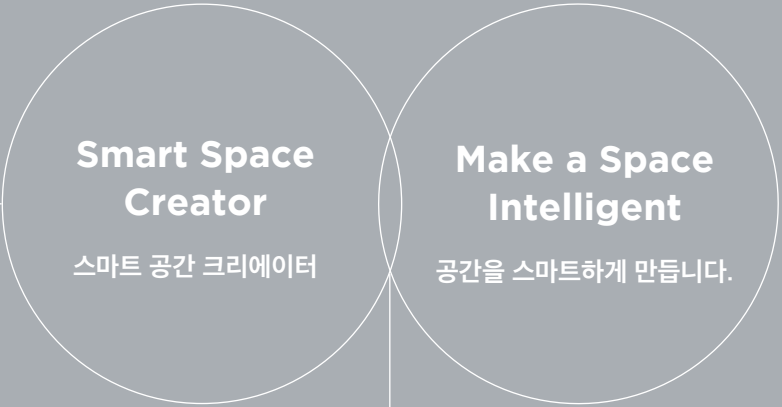 Smart Space
Creator
스마트 공간 크리에이터
Make a Space
Intelligent
공간을 스마트하게 만듭니다.